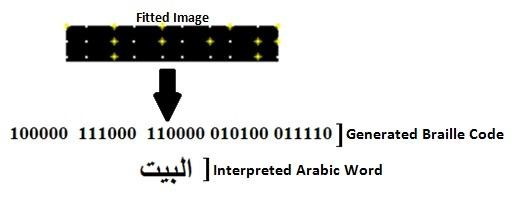 Fitted Image
100000 111000 110000 010100 011110 ] Generated Braille Code
البيت ] Interpreted Arabic Word